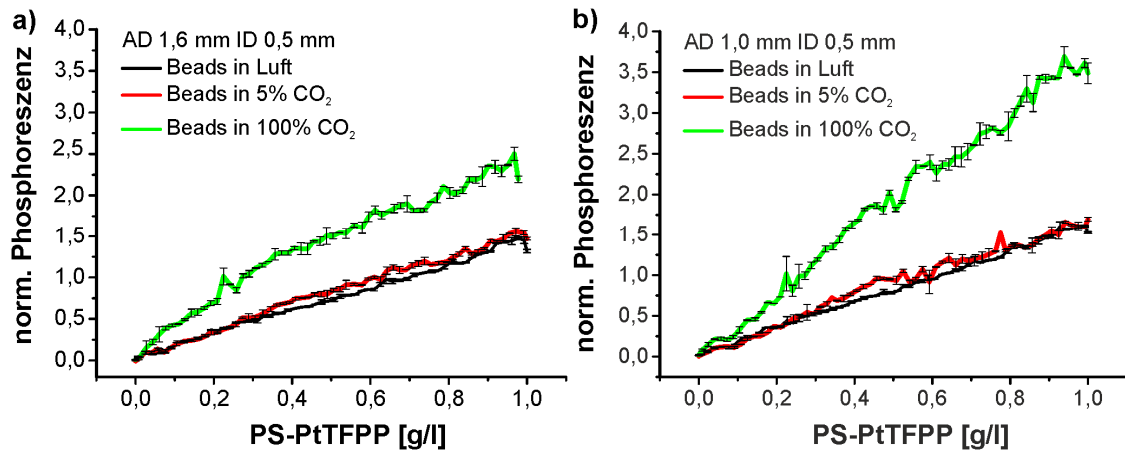 a)
AD 1,6 mm ID 0,5 mm
Beads in Luft
Beads in 5% CO₂
Beads in 100% CO₂
norm. Phosphoreszenz
4,0
3,5
3,0
2,5
2,0
1,5
1,0
0,5
0,0
0,0 0,2 0,4 0,6 0,8 1,0
PS-PtTFPP [g/l]
b)
AD 1,0 mm ID 0,5 mm
Beads in Luft
Beads in 5% CO₂
Beads in 100% CO₂
norm. Phosphoreszenz
4,0
3,5
3,0
2,5
2,0
1,5
1,0
0,5
0,0
0,0 0,2 0,4 0,6 0,8 1,0
PS-PtTFPP [g/l]